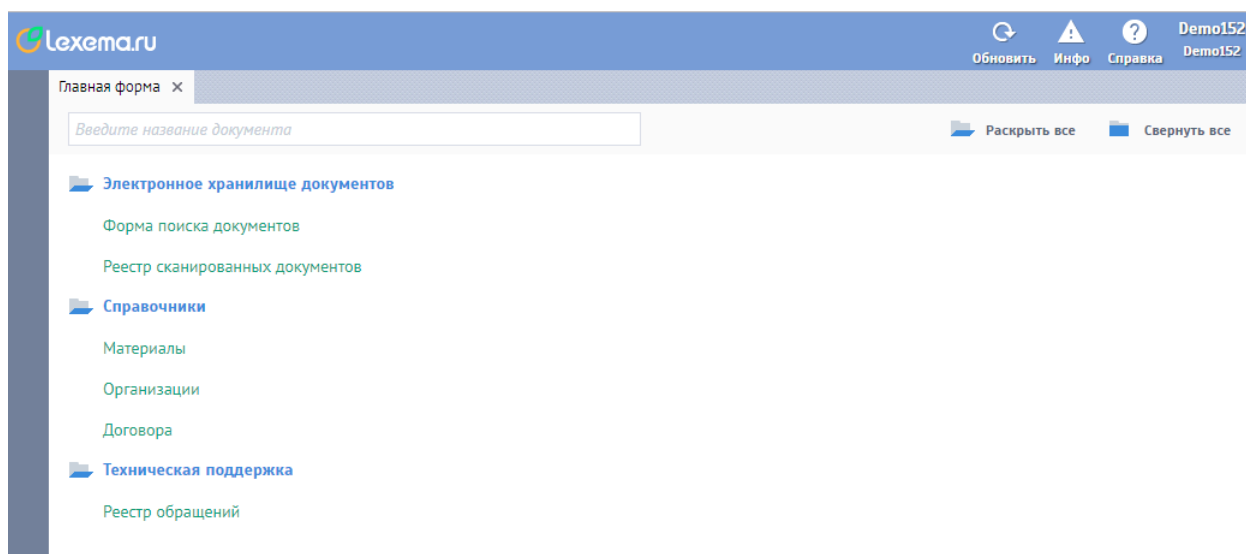 Lexema.ru
Обновить Инфо Справка
Demo152
Demo152
Главная форма
Введите название документа
Раскрыть все Свернуть все
Электронное хранилище документов
Форма поиска документов
Реестр сканированных документов
Справочники
Материалы
Организации
Договора
Техническая поддержка
Реестр обращений